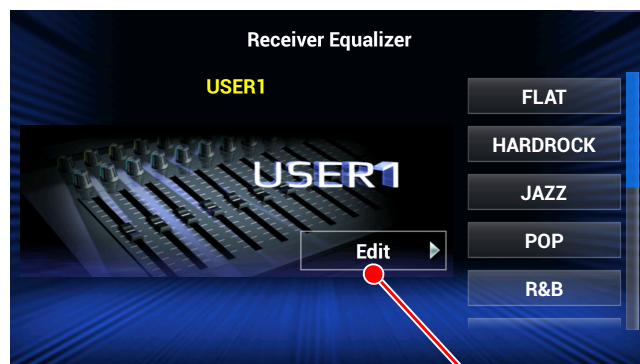 Receiver Equalizer
USER1
USER1
Edit
FLAT
HARDROCK
JAZZ
POP
R&B